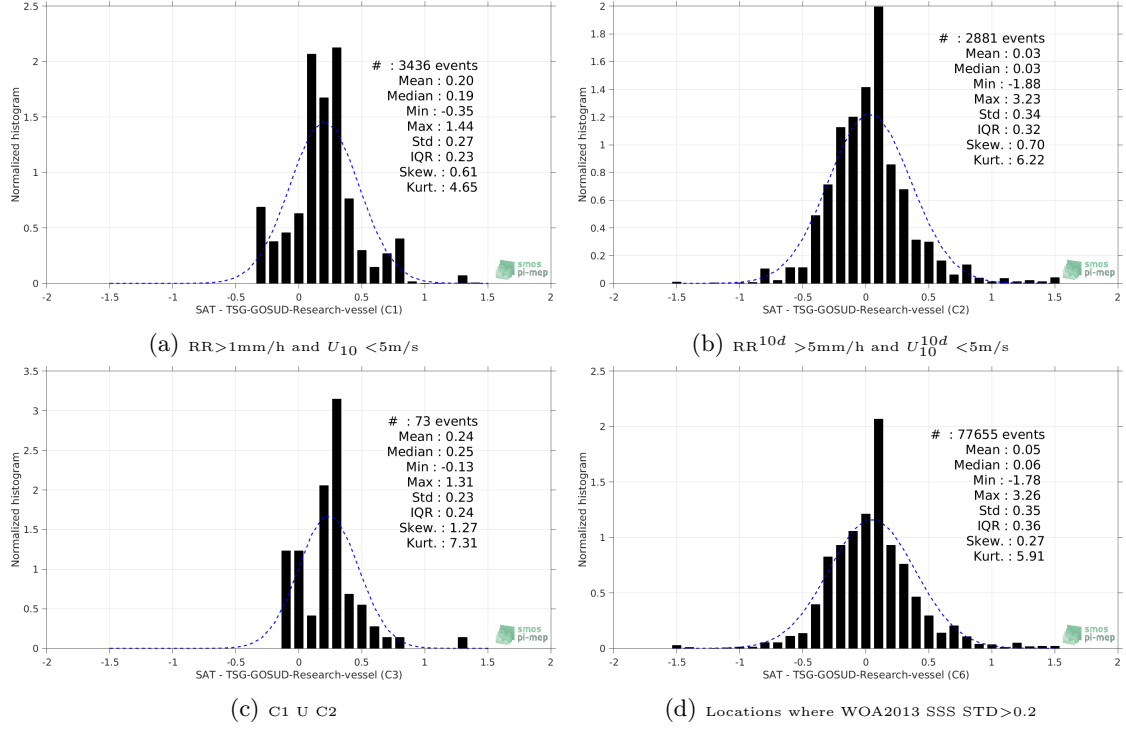 2.5
2
1.5
1
0.5
0
Normalized histogram
-2 -1.5 -1 -0.5 0 0.5 1 1.5 2
SAT - TSG-GOSUD-Research-vessel (C1)
# : 3436 events
Mean : 0.20
Median : 0.19
Min : -0.35
Max : 1.44
Std : 0.27
IQR : 0.23
Skew. : 0.61
Kurt. : 4.65
smos
pi-mep
(a) RR>1mm/h and U10 <5m/s
2
1.8
1.6
1.4
1.2
1
0.8
0.6
0.4
0.2
0
Normalized histogram
-2 -1.5 -1 -0.5 0 0.5 1 1.5 2
SAT - TSG-GOSUD-Research-vessel (C2)
# : 2881 events
Mean : 0.03
Median : 0.03
Min : -1.88
Max : 3.23
Std : 0.34
IQR : 0.32
Skew. : 0.70
Kurt. : 6.22
smos
pi-mep
(b) RR10d >5mm/h and U10d10 <5m/s
3.5
3
2.5
2
1.5
1
0.5
0
Normalized histogram
-2 -1.5 -1 -0.5 0 0.5 1 1.5 2
SAT - TSG-GOSUD-Research-vessel (C3)
# : 73 events
Mean : 0.24
Median : 0.25
Min : -0.13
Max : 1.31
Std : 0.23
IQR : 0.24
Skew. : 1.27
Kurt. : 7.31
smos
pi-mep
(c) C1 U C2
2.5
2
1.5
1
0.5
0
Normalized histogram
-2 -1.5 -1 -0.5 0 0.5 1 1.5 2
SAT - TSG-GOSUD-Research-vessel (C6)
# : 77655 events
Mean : 0.05
Median : 0.06
Min : -1.78
Max : 3.26
Std : 0.35
IQR : 0.36
Skew. : 0.27
Kurt. : 5.91
smos
pi-mep
(d) Locations where WOA2013 SSS STD>0.2